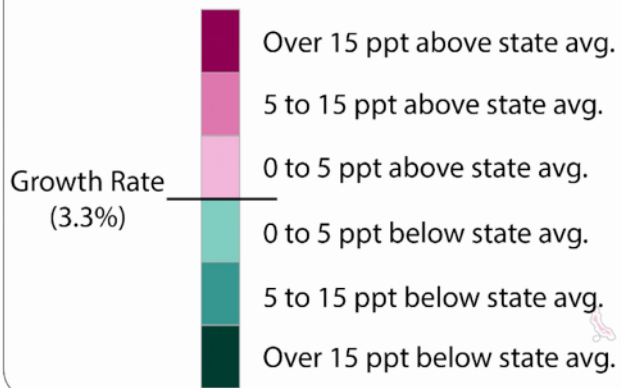 Over 15 ppt above state avg.
5 to 15 ppt above state avg.
0 to 5 ppt above state avg.
Growth Rate
(3.3%)
0 to 5 ppt below state avg.
5 to 15 ppt below state avg.
Over 15 ppt below state avg.